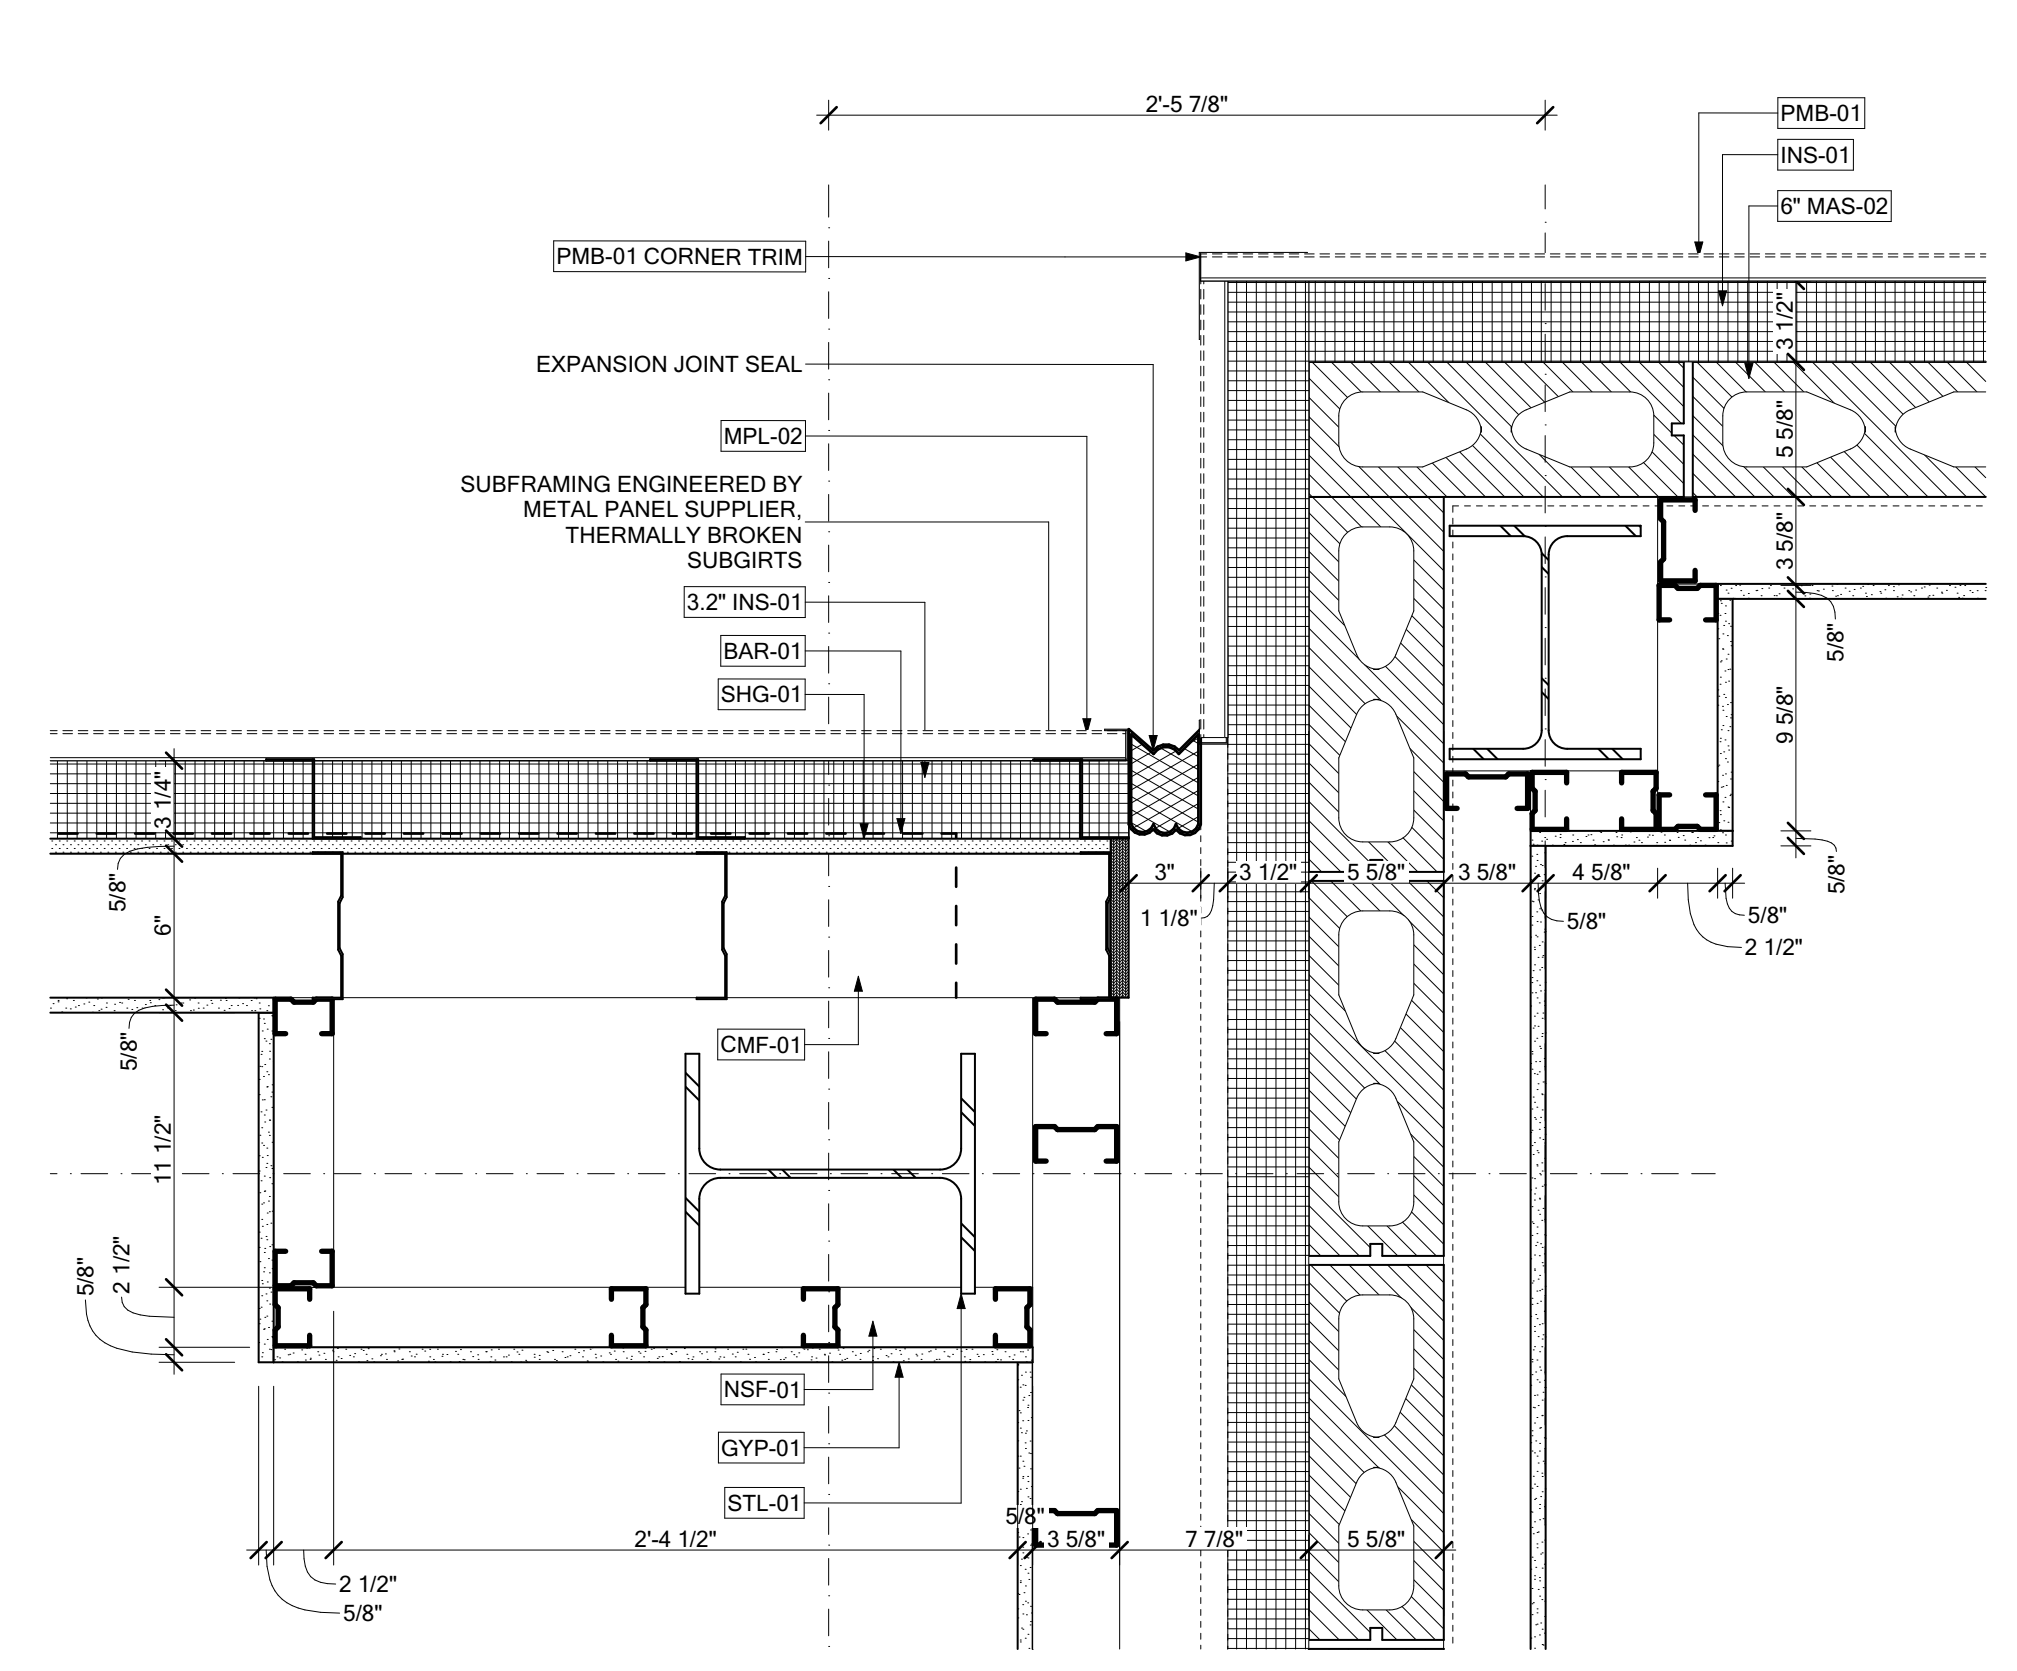 2'-5 7/8"
PMB-01
INS-01
6" MAS-02
PMB-01 CORNER TRIM
3 1/2"
EXPANSION JOINT SEAL
MPL-02
5 5/8"
SUBFRAMING ENGINEERED BY
METAL PANEL SUPPLIER,
THERMALLY BROKEN
SUBGIRTS
3 5/8"
3.2" INS-01
BAR-01
5/8"
SHG-01
9 5/8"
3 1/4"
5/8"
6"
3"
3 1/2"
5 5/8"
3 5/8"
4 5/8"
5/8"
1 1/8"
5/8"
5/8"
2 1/2"
5/8"
CMF-01
11 1/2"
5/8"
2 1/2"
NSF-01
GYP-01
STL-01
5/8"
2'-4 1/2"
3 5/8"
7 7/8"
5 5/8"
2 1/2"
5/8"